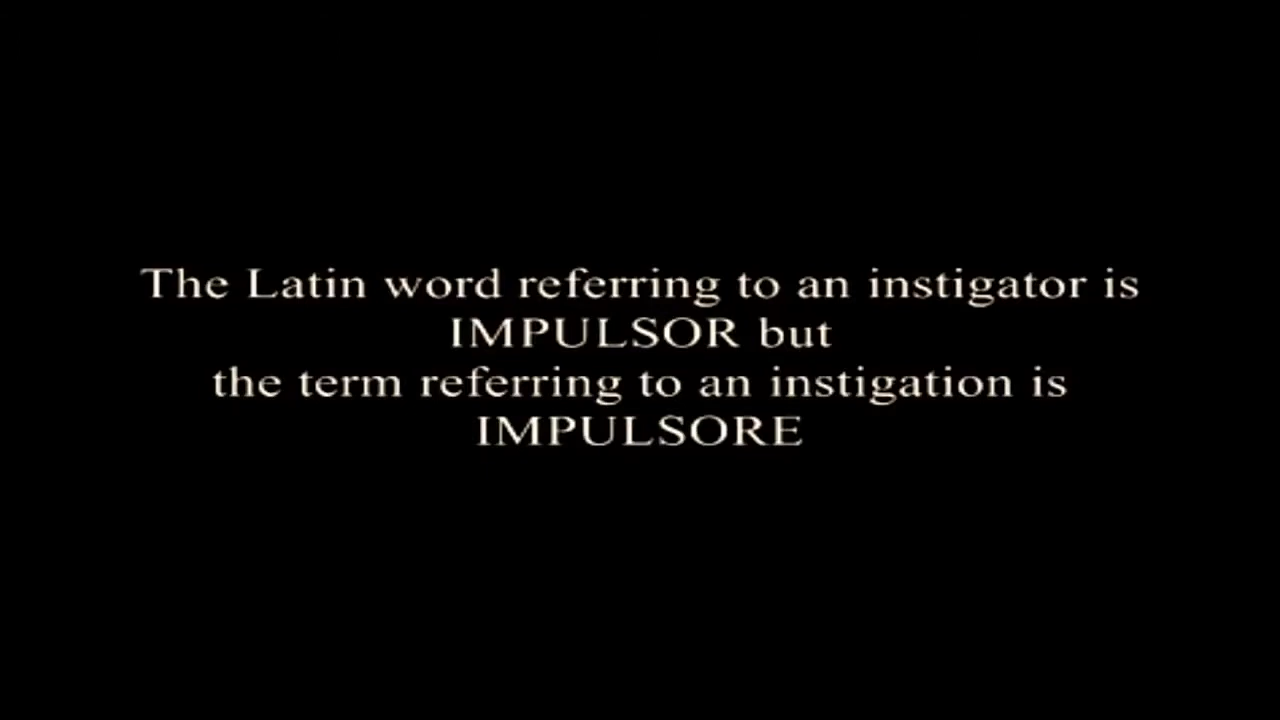 The Latin word referring to an instigator is
IMPULSOR but
the term referring to an instigation is
IMPULSORE